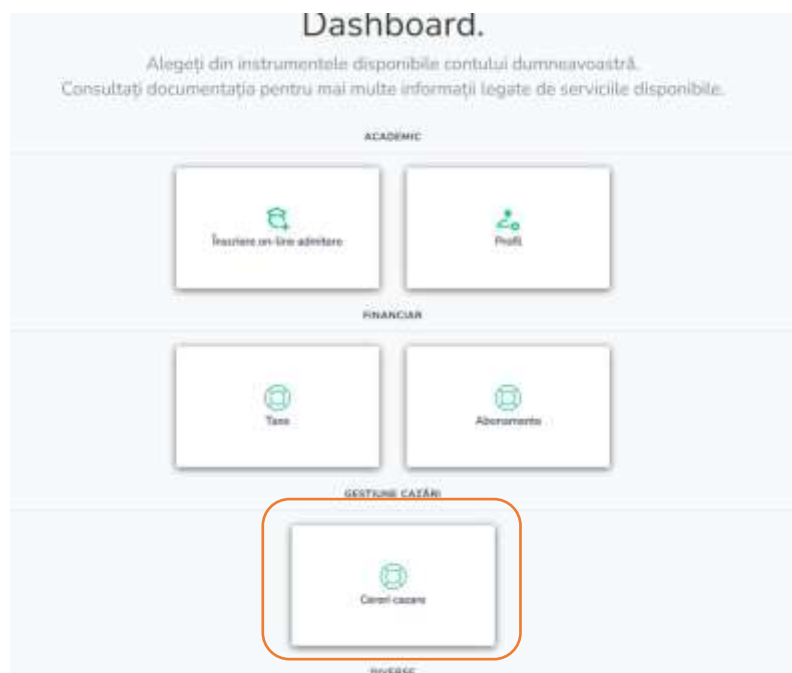 Dashboard.
Alegeți din instrumentele disponibile contului dumneavoastră.
Consultați documentația pentru mai multe informații legate de serviciile disponibile.
ACADEMIC
Înscriere on-line admitere
Profil
FINANCIAR
Taxe
Abonamente
GESTIUNE CAZĂRI
Cereri cazare
DIVERSE